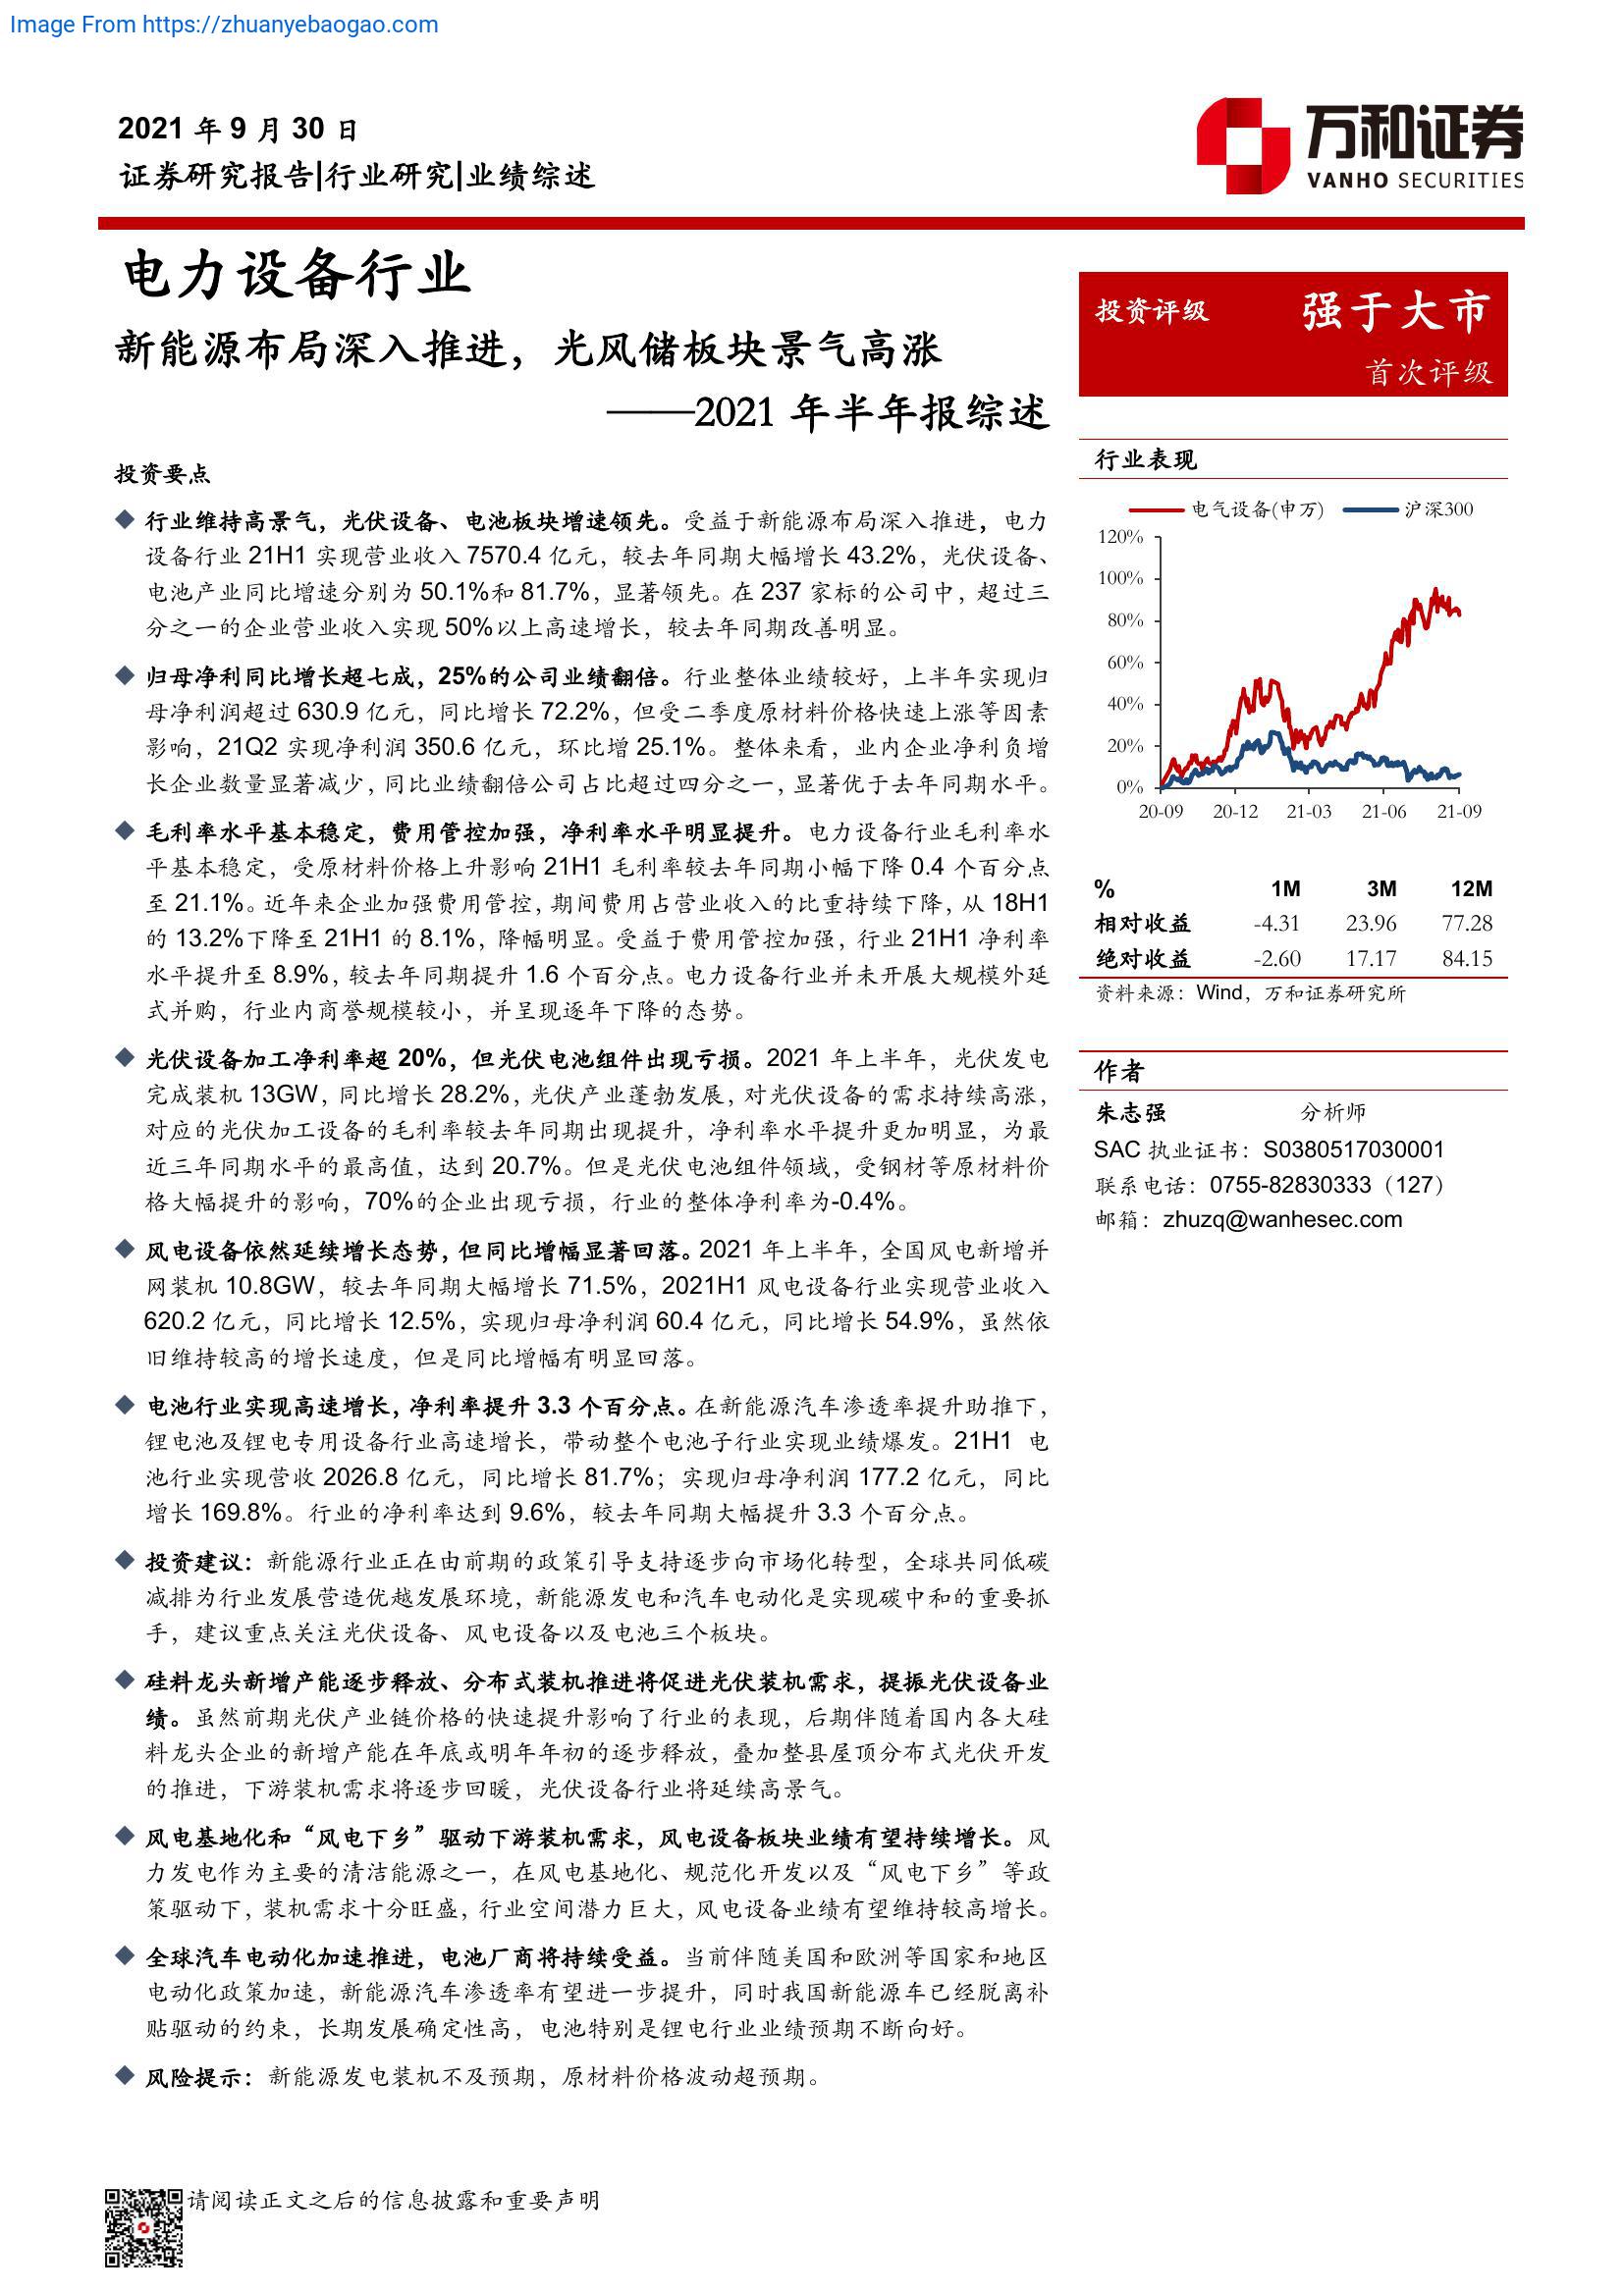 Image From https://zhuanyebaogao.com
2021 年 9 月 30 日
证券研究报告|行业研究|业绩综述
万和证券
VANHO SECURITIES
电力设备行业
新能源布局深入推进，光风储板块景气高涨
——2021 年半年报综述
投资要点
◆ 行业维持高景气，光伏设备、电池板块增速领先。受益于新能源布局深入推进，电力
设备行业 21H1 实现营业收入 7570.4 亿元，较去年同期大幅增长 43.2%，光伏设备、
电池产业同比增速分别为 50.1%和 81.7%，显著领先。在 237 家标的公司中，超过三
分之一的企业营业收入实现 50%以上高速增长，较去年同期改善明显。
◆ 归母净利同比增长超七成，25%的公司业绩翻倍。行业整体业绩较好，上半年实现归
母净利润超过 630.9 亿元，同比增长 72.2%，但受二季度原材料价格快速上涨等因素
影响，21Q2 实现净利润 350.6 亿元，环比增 25.1%。整体来看，业内企业净利负增
长企业数量显著减少，同比业绩翻倍公司占比超过四分之一，显著优于去年同期水平。
◆ 毛利率水平基本稳定，费用管控加强，净利率水平明显提升。电力设备行业毛利率水
平基本稳定，受原材料价格上升影响 21H1 毛利率较去年同期小幅下降 0.4 个百分点
至 21.1%。近年来企业加强费用管控，期间费用占营业收入的比重持续下降，从 18H1
的 13.2%下降至 21H1 的 8.1%，降幅明显。受益于费用管控加强，行业 21H1 净利率
水平提升至 8.9%，较去年同期提升 1.6 个百分点。电力设备行业并未开展大规模外延
式并购，行业内商誉规模较小，并呈现逐年下降的态势。
◆ 光伏设备加工净利率超 20%，但光伏电池组件出现亏损。2021 年上半年，光伏发电
完成装机 13GW，同比增长 28.2%，光伏产业蓬勃发展，对光伏设备的需求持续高涨，
对应的光伏加工设备的毛利率较去年同期出现提升，净利率水平提升更加明显，为最
近三年同期水平的最高值，达到 20.7%。但是光伏电池组件领域，受钢材等原材料价
格大幅提升的影响，70%的企业出现亏损，行业的整体净利率为-0.4%。
◆ 风电设备依然延续增长态势，但同比增幅显著回落。2021 年上半年，全国风电新增并
网装机 10.8GW，较去年同期大幅增长 71.5%，2021H1 风电设备行业实现营业收入
620.2 亿元，同比增长 12.5%，实现归母净利润 60.4 亿元，同比增长 54.9%，虽然依
旧维持较高的增长速度，但是同比增幅有明显回落。
◆ 电池行业实现高速增长，净利率提升 3.3 个百分点。在新能源汽车渗透率提升助推下，
锂电池及锂电专用设备行业高速增长，带动整个电池子行业实现业绩爆发。21H1 电
池行业实现营收 2026.8 亿元，同比增长 81.7%；实现归母净利润 177.2 亿元，同比
增长 169.8%。行业的净利率达到 9.6%，较去年同期大幅提升 3.3 个百分点。
◆ 投资建议：新能源行业正在由前期的政策引导支持逐步向市场化转型，全球共同低碳
减排为行业发展营造优越发展环境，新能源发电和汽车电动化是实现碳中和的重要抓
手，建议重点关注光伏设备、风电设备以及电池三个板块。
◆ 硅料龙头新增产能逐步释放、分布式装机推进将促进光伏装机需求，提振光伏设备业
绩。虽然前期光伏产业链价格的快速提升影响了行业的表现，后期伴随着国内各大硅
料龙头企业的新增产能在年底或明年年初的逐步释放，叠加整县屋顶分布式光伏开发
的推进，下游装机需求将逐步回暖，光伏设备行业将延续高景气。
◆ 风电基地化和“风电下乡”驱动下游装机需求，风电设备板块业绩有望持续增长。风
力发电作为主要的清洁能源之一，在风电基地化、规范化开发以及“风电下乡”等政
策驱动下，装机需求十分旺盛，行业空间潜力巨大，风电设备业绩有望维持较高增长。
◆ 全球汽车电动化加速推进，电池厂商将持续受益。当前伴随美国和欧洲等国家和地区
电动化政策加速，新能源汽车渗透率有望进一步提升，同时我国新能源车已经脱离补
贴驱动的约束，长期发展确定性高，电池特别是锂电行业业绩预期不断向好。
◆ 风险提示：新能源发电装机不及预期，原材料价格波动超预期。
投资评级 强于大市
首次评级
行业表现
电气设备(申万) 沪深300
120%
100%
80%
60%
40%
20%
0%
20-09 20-12 21-03 21-06 21-09
% 1M 3M 12M
相对收益 -4.31 23.96 77.28
绝对收益 -2.60 17.17 84.15
资料来源：Wind，万和证券研究所
作者
朱志强 分析师
SAC 执业证书：S0380517030001
联系电话：0755-82830333（127）
邮箱：zhuzq@wanhesec.com
请阅读正文之后的信息披露和重要声明